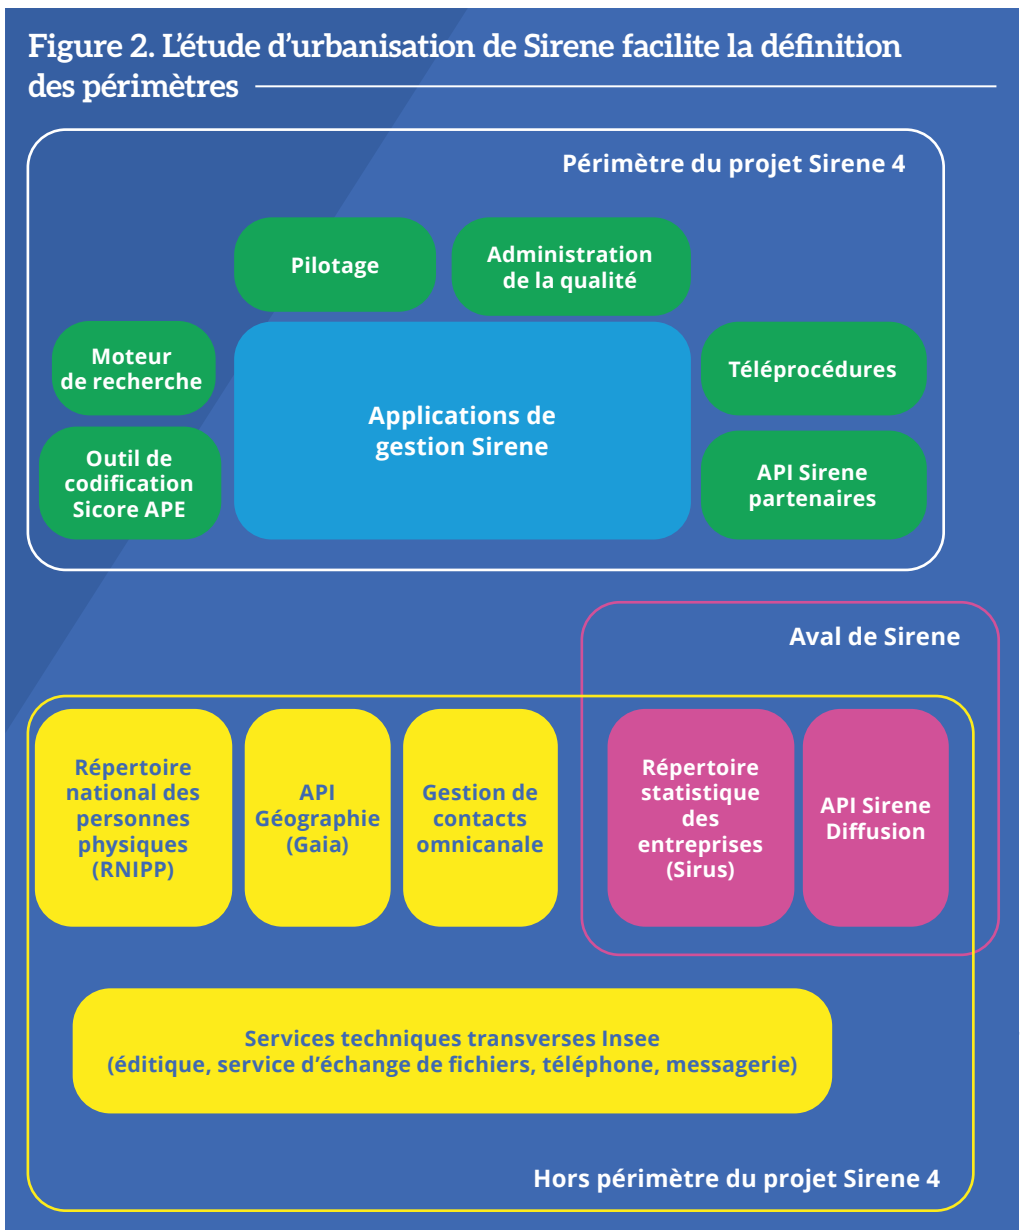 Figure 2. L’étude d’urbanisation de Sirene facilite la définition
des périmètres
Périmètre du projet Sirene 4
Pilotage
Administration
de la qualité
Moteur
de recherche
Applications de
gestion Sirene
Téléprocédures
Outil de
codification
Sicore APE
API Sirene
partenaires
Aval de Sirene
Répertoire
national des
personnes
physiques
(RNIPP)
API
Géographie
(Gaia)
Gestion de
contacts
omnicanale
Répertoire
statistique
des
entreprises
(Sirus)
API Sirene
Diffusion
Services techniques transverses Insee
(éditique, service d’échange de fichiers, téléphone, messagerie)
Hors périmètre du projet Sirene 4